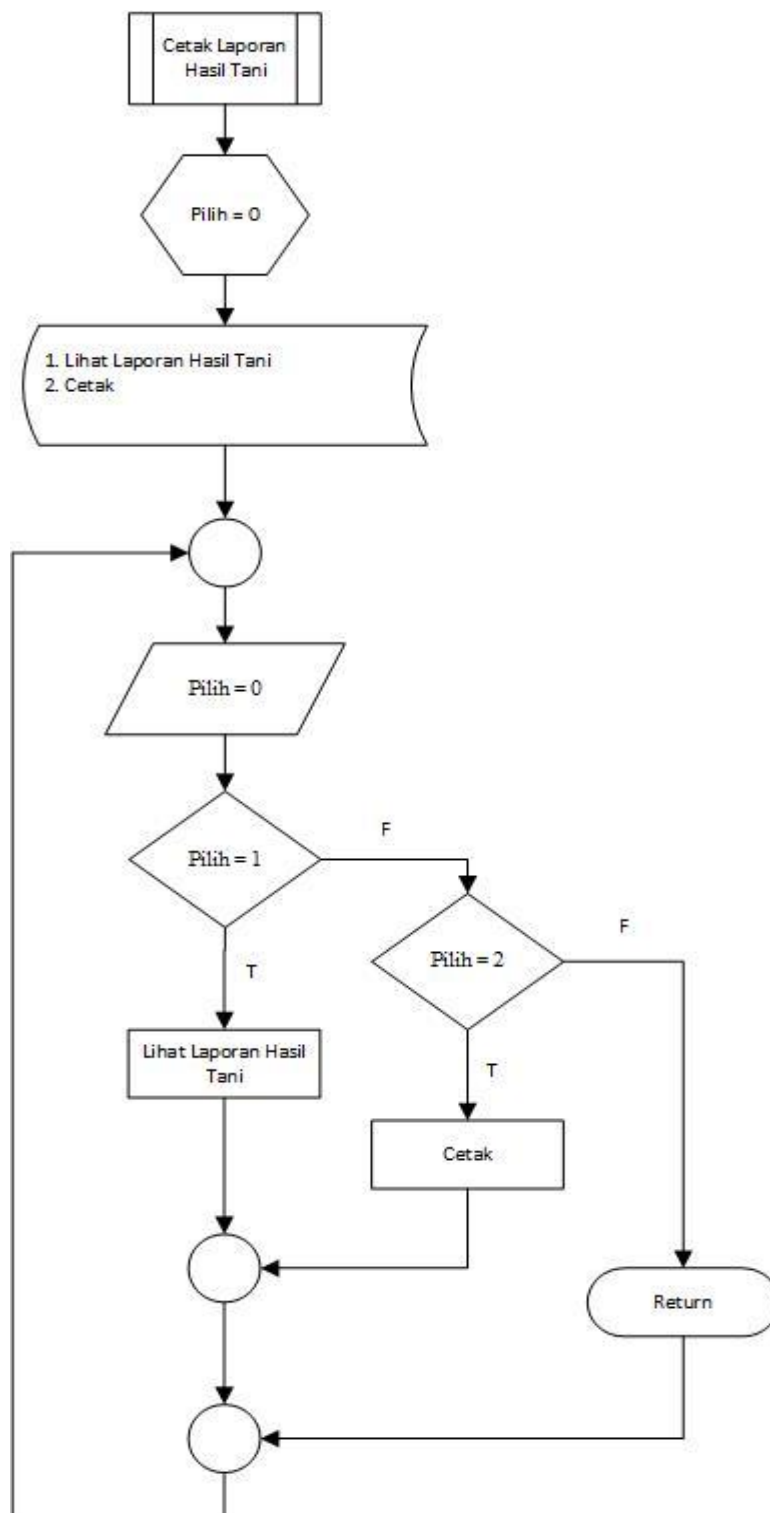 Cetak Laporan
Hasil Tani
Pilih = 0
1. Lihat Laporan Hasil Tani
2. Cetak
Pilih = 0
Pilih = 1
F
Pilih = 2
F
T
Lihat Laporan Hasil
Tani
T
Cetak
Return